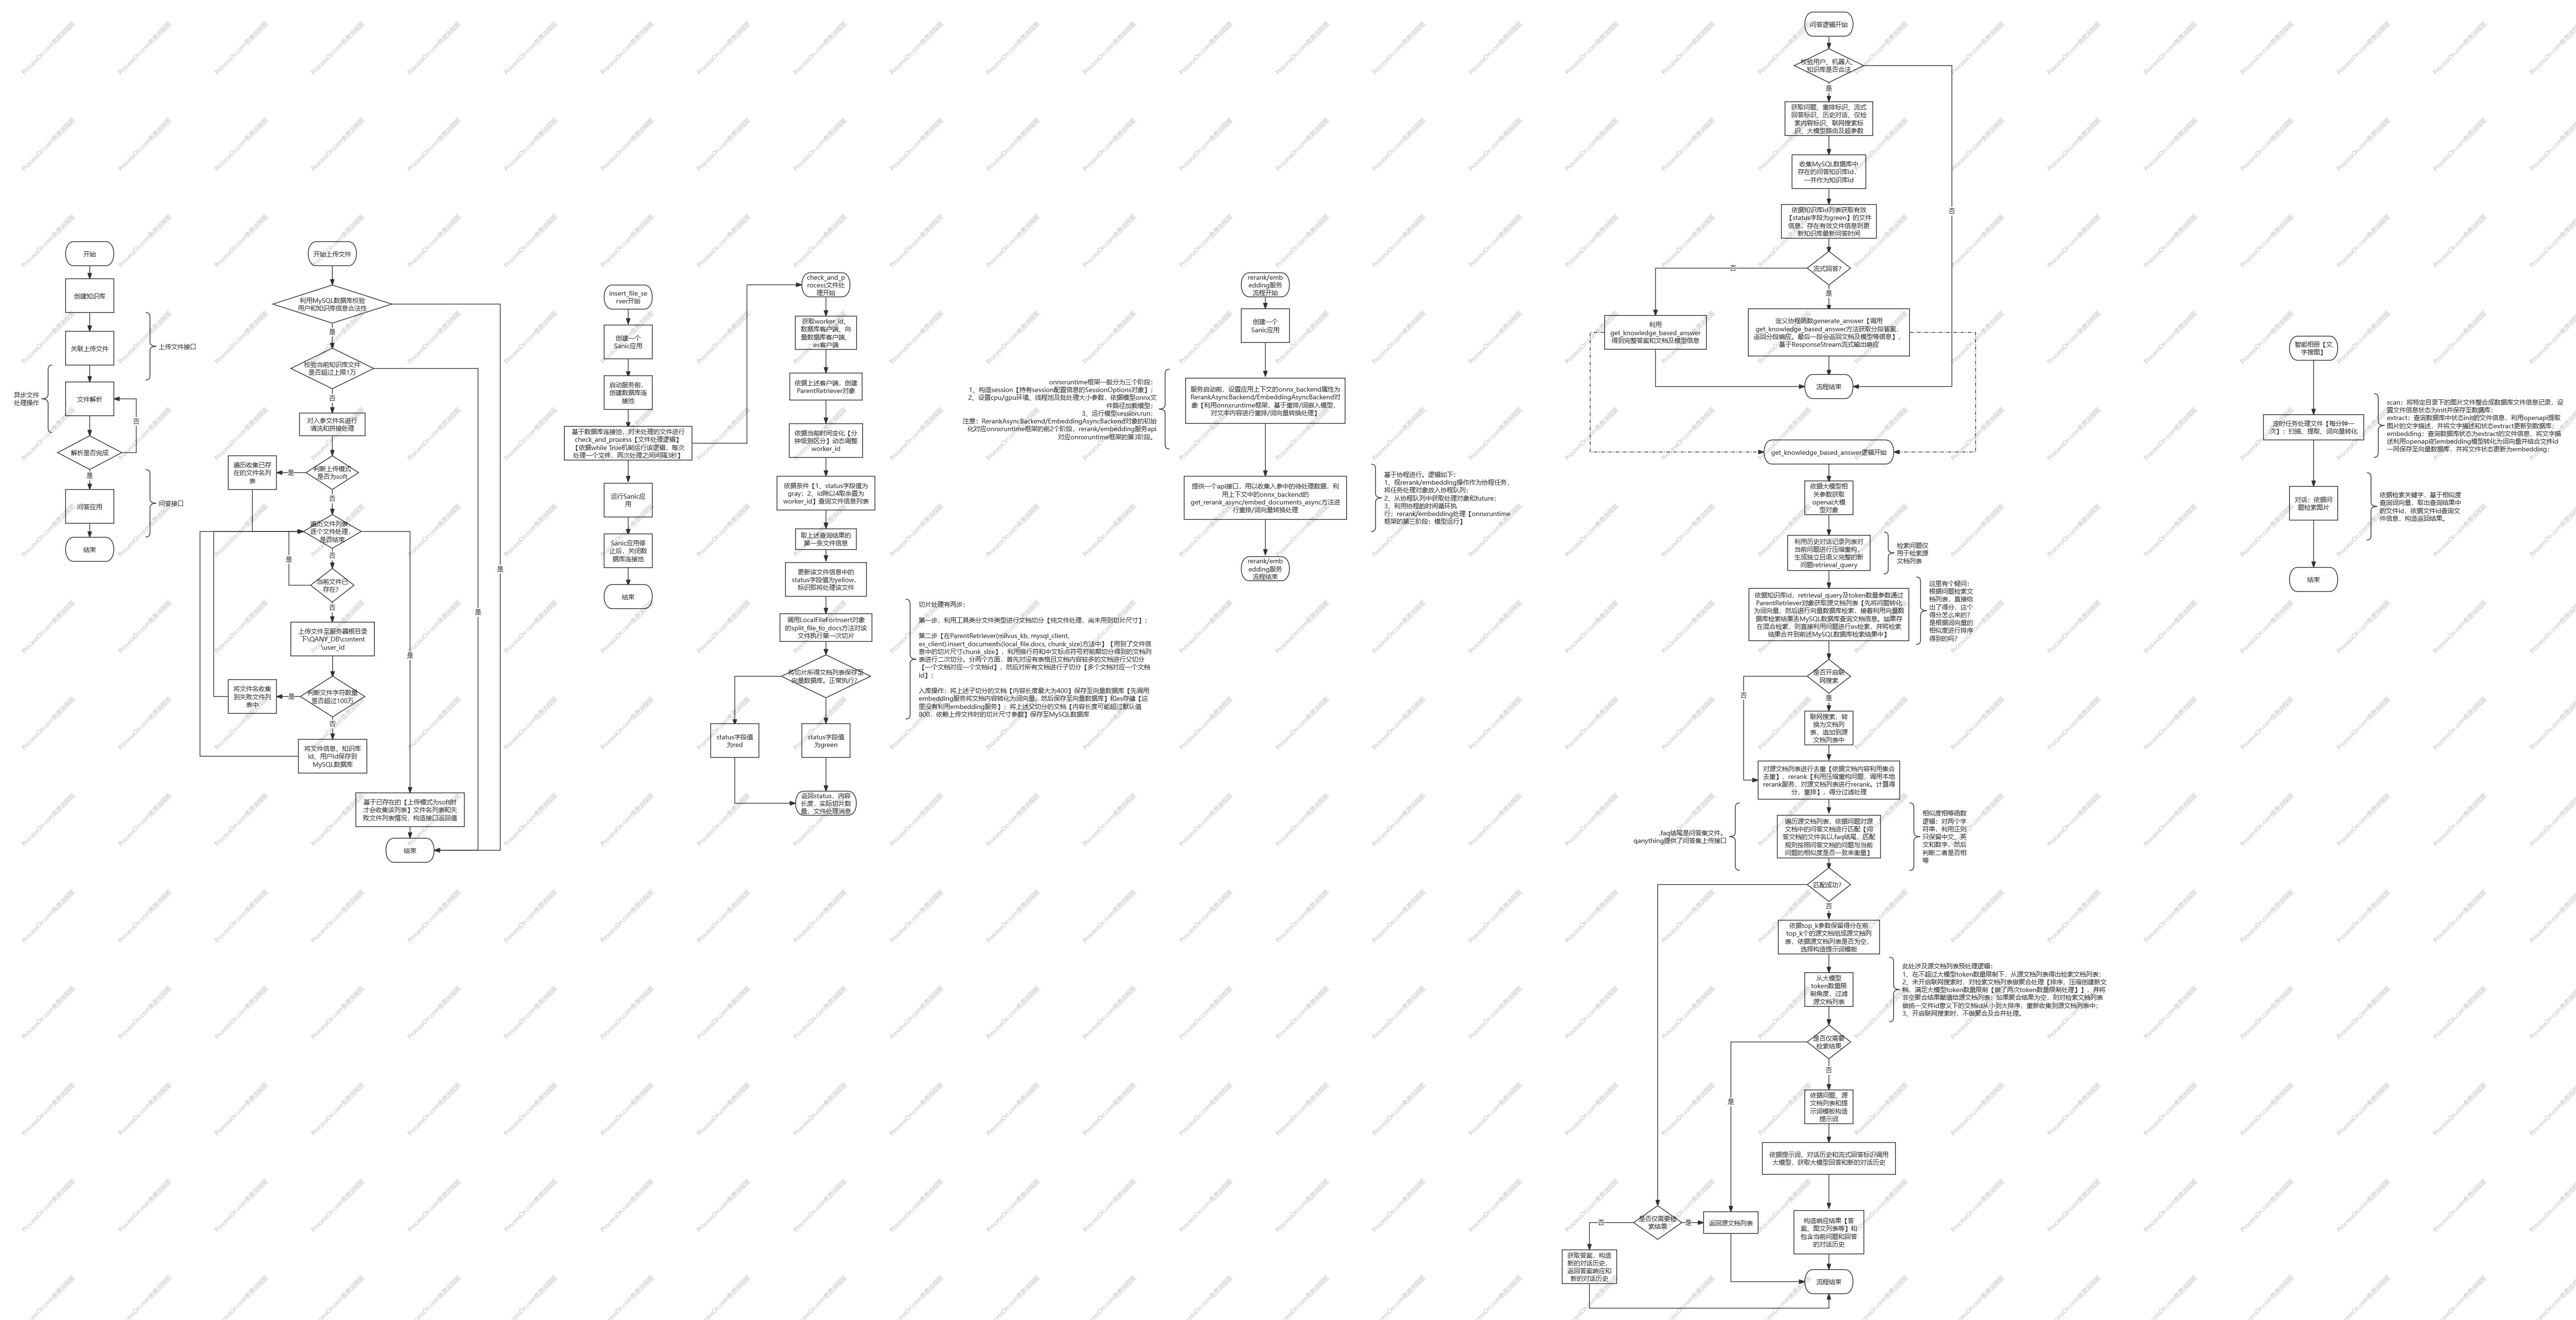 开始
创建知识库
关联上传文件
上传文件接口
异步文件
处理操作
文件解析
否
解析是否完成
是
问答应用
问答接口
结束
开始上传文件
利用MySQL数据库校验
用户和知识库信息合法性
是
校验当前知识库文件
是否超过上限1万
否
对入参文件名进行
清洗和拼接处理
判断上传模式
是否为soft
是
遍历收集已存
在的文件名列
表
否
遍历文件列表，
逐个文件处理，
是否结束
否
是
当前文件已
存在？
否
上传文件至服务器根目录
下\QANY_DB\content
\user_id
判断文件字符数量
是否超过100万
是
将文件名收集
到失败文件列
表中
否
将文件信息、知识库
id、用户id保存到
MySQL数据库
是
是
否
基于已存在的【上传模式为soft时
才会收集该列表】文件名列表和失
败文件列表情况，构造接口返回值
结束
insert_file_se
rver开始
创建一个
Sanic应用
启动服务前，
创建数据库连
接池
基于数据库连接池，对未处理的文件进行
check_and_process【文件处理逻辑】
【依据while True机制运行该逻辑，每次
处理一个文件，两次处理之间间隔3秒】
运行Sanic应
用
Sanic应用停
止后，关闭数
据库连接池
结束
check_and_p
rocess文件处
理开始
获取worker_id、
数据库客户端、向
量数据库客户端、
es客户端
依据上述客户端，创建
ParentRetriever对象
依据当前时间变化【分
钟级别区分】动态调整
worker_id
依据条件【1、status字段值为
gray；2、id除以4取余值为
worker_id】查询文件信息列表
取上述查询结果的
第一条文件信息
更新该文件信息中的
status字段值为yellow，
标识即将处理该文件
调用LocalFileForInsert对象
的split_file_to_docs方法对该
文件执行第一次切片
将切片所得文档列表保存至
向量数据库。正常执行？
status字段值
为red
status字段值
为green
返回status、内容
长度、实际切片数
量、文件处理消息
切片处理有两步：
第一步，利用工具类分文件类型进行文档切分【纯文件处理，尚未用到切片尺寸】；
第二步【在ParentRetriever(milvus_kb, mysql_client,
es_client).insert_documents(local_file.docs, chunk_size)方法中】【用到了文件信
息中的切片尺寸chunk_size】，利用换行符和中文标点符号对前期切分得到的文档列
表进行二次切分。分两个方面，首先对没有表格且文档内容较多的文档进行父切分
【一个文档对应一个文档id】，然后对所有文档进行子切分【多个文档对应一个文档
id】；
入库操作：将上述子切分的文档【内容长度最大为400】保存至向量数据库【先调用
embedding服务将文档内容转化为词向量，然后保存至向量数据库】和es存储【这
里没有利用embedding服务】；将上述父切分的文档【内容长度可能超过默认值
800，依赖上传文件时的切片尺寸参数】保存至MySQL数据库
rerank/emb
edding服务
流程开始
创建一个
Sanic应用
服务启动前，设置应用上下文的onnx_backend属性为
RerankAsyncBackend/EmbeddingAsyncBackend对
象【利用onnxruntime框架，基于重排/词嵌入模型，
对文本内容进行重排/词向量转换处理】
提供一个api接口，用以收集入参中的待处理数据，利
用上下文中的onnx_backend的
get_rerank_async/embed_documents_async方法进
行重排/词向量转换处理
rerank/emb
edding服务
流程结束
onnxruntime框架一般分为三个阶段：
1、构造session【持有session配置信息的SessionOptions对象】；
2、设置cpu/gpu环境、线程池及批处理大小参数，依据模型onnx文
件路径加载模型；
3、运行模型session.run；
注意：RerankAsyncBackend/EmbeddingAsyncBackend对象的初始
化对应onnxruntime框架的前2个阶段，rerank/embedding服务api
对应onnxruntime框架的第3阶段。
基于协程进行。逻辑如下：
1、视rerank/embedding操作作为协程任务，
将任务处理对象放入协程队列；
2、从协程队列中获取处理对象和future；
3、利用协程的时间循环执
行：rerank/embedding处理【onnxruntime
框架的第三阶段：模型运行】
问答逻辑开始
校验用户、机器人、
知识库是否合法
是
获取问题、重排标识、流式
回答标识、历史对话、仅检
索内容标识、联网搜索标
识、大模型路由及超参数
收集MySQL数据库中
存在的问答知识库id，
一并作为知识库id
依据知识库id列表获取有效
【status字段为green】的文件
信息，存在有效文件信息则更
新知识库最新问答时间
否
流式回答？
否
是
利用
get_knowledge_based_answer
得到完整答案和文档及模型信息
定义协程函数generate_answer【调用
get_knowledge_based_answer方法获取分段答案，
返回分段响应。最后一段会返回文档及模型等信息】，
基于ResponseStream流式输出响应
流程结束
get_knowledge_based_answer逻辑开始
依据大模型相
关参数获取
openai大模
型对象
利用历史对话记录列表对
当前问题进行压缩重构，
生成独立且语义完整的新
问题retrieval_query
检索问题仅
用于检索源
文档列表
依据知识库id、retrieval_query及token数量参数通过
ParentRetriever对象获取源文档列表【先将问题转化
为词向量，然后进行向量数据库检索，接着利用向量数
据库检索结果去MySQL数据库查询文档信息。如果存
在混合检索，则直接利用问题进行es检索，并将检索
结果合并到前述MySQL数据库检索结果中】
这里有个疑问：
根据问题检索文
档列表，直接给
出了得分，这个
得分怎么来的？
是根据词向量的
相似度进行排序
得到的吗？
是否开启联
网搜索
否
是
联网搜索，转
换为文档列
表，追加到源
文档列表中
对源文档列表进行去重【依据文档内容利用集合
去重】，rerank【利用压缩重构问题，调用本地
rerank服务，对源文档列表进行rerank。计算得
分，重排】，得分过滤处理
遍历源文档列表，依据问题对源
文档中的问答文档进行匹配【问
答文档的文件名以.faq结尾，匹配
规则按照问答文档的问题与当前
问题的相似度是否一致来衡量】
.faq结尾是问答集文件。
qanything提供了问答集上传接口
相似度相等函数
逻辑：对两个字
符串，利用正则
只保留中文、英
文和数字，然后
判断二者是否相
等
匹配成功？
否
依据top_k参数保留得分在前
top_k个的源文档组成源文档列
表，依据源文档列表是否为空，
选择构造提示词模板
从大模型
token数量限
制角度，过滤
源文档列表
此处涉及源文档列表预处理逻辑：
1、在不超过大模型token数量限制下，从源文档列表得出检索文档列表；
2、未开启联网搜索时，对检索文档列表做聚合处理【排序，压缩创建新文
档，满足大模型token数量限制【做了两次token数量限制处理】】，并将
非空聚合结果赋值给源文档列表；如果聚合结果为空，则对检索文档列表
做统一文件id意义下的文档id从小到大排序，重新收集到源文档列表中；
3、开启联网搜索时，不做聚合及合并处理。
是否仅需要
检索结果
是
否
依据问题、源
文档列表和提
示词模板构造
提示词
依据提示词、对话历史和流式回答标识调用
大模型，获取大模型回答和新的对话历史
构造响应结果【答
案、图文列表等】和
包含当前问题和回答
的对话历史
是否仅需要检
索结果
否
是
返回源文档列表
获取答案，构造
新的对话历史，
返回答案响应和
新的对话历史
流程结束
智能相册【文
字搜图】
定时任务处理文件【每分钟一
次】：扫描、提取、词向量转化
scan：将特定目录下的图片文件整合成数据库文件信息记录，设
置文件信息状态为init并保存至数据库；
extract：查询数据库中状态init的文件信息，利用openapi提取
图片的文字描述，并将文字描述和状态extract更新到数据库；
embedding：查询数据库状态为extract的文件信息，将文字描
述利用openapi的embedding模型转化为词向量并结合文件id
一同保存至向量数据库，并将文件状态更新为embedding；
对话：依据问
题检索图片
依据检索关键字，基于相似度
查询词向量，取出查询结果中
的文件id，依据文件id查询文
件信息，构造返回结果。
结束
ProcessOn.com免费流程图